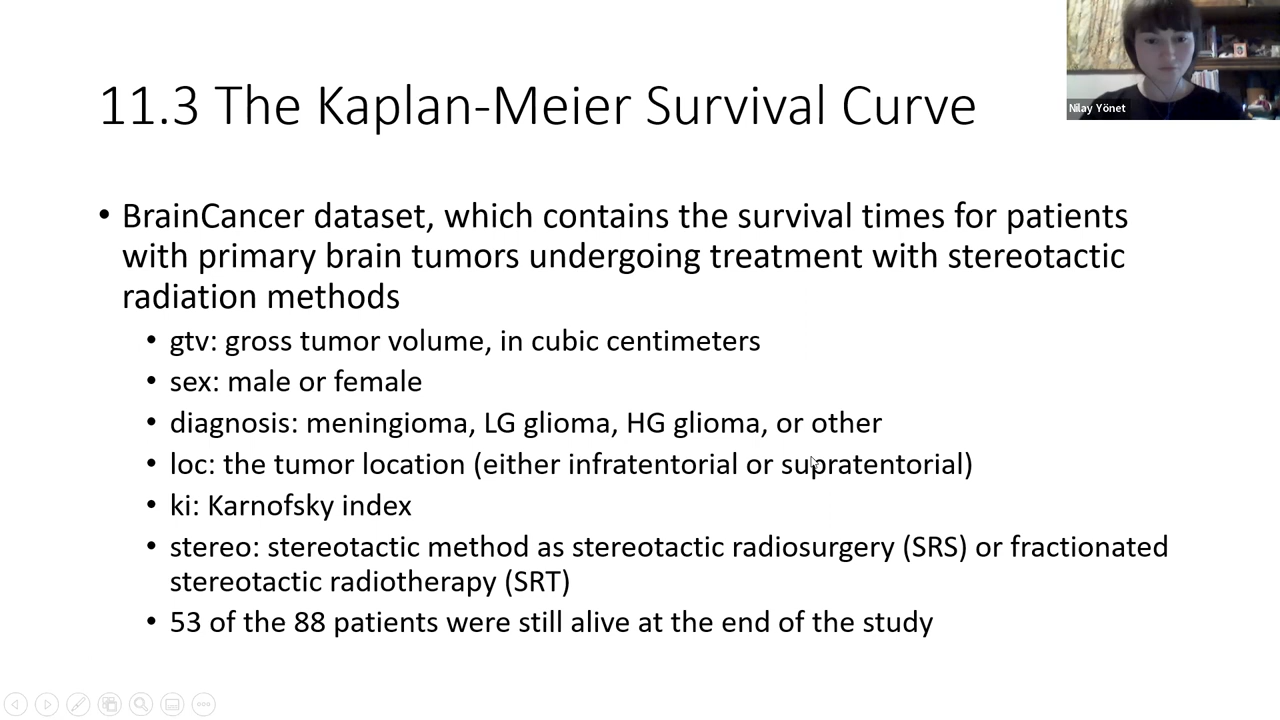 11.3 The Kaplan-Meier Survival Curve
Nilay Yönet
• BrainCancer dataset, which contains the survival times for patients
with primary brain tumors undergoing treatment with stereotactic
radiation methods
• gtv: gross tumor volume, in cubic centimeters
• sex: male or female
• diagnosis: meningioma, LG glioma, HG glioma, or other
• loc: the tumor location (either infratentorial or supratentorial)
• ki: Karnofsky index
• stereo: stereotactic method as stereotactic radiosurgery (SRS) or fractionated
stereotactic radiotherapy (SRT)
• 53 of the 88 patients were still alive at the end of the study